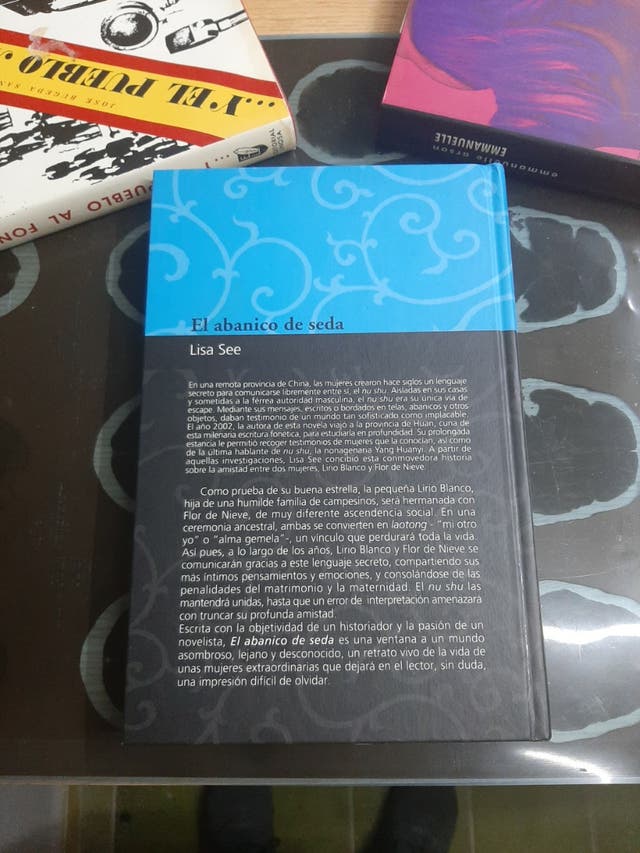 ...Y EL PUEBLO
JOSE BUGEDA SAN
PUEBLO AL FON
EMMANUELLE
emmanuelle arsan
El abanico de seda
Lisa See
En una remota provincia de China, las mujeres crearon hace siglos un lenguaje
secreto para comunicarse libremente entre sí, el nu shu. Aisladas en sus casas
y sometidas a la férrea autoridad masculina, el nu shu era su única vía de
escape. Mediante sus mensajes, escritos o bordados en telas, abanicos y otros
objetos, daban testimonio de un mundo tan sofisticado como implacable.
El año 2002, la autora de esta novela viajó a la provincia de Huan, cuna de
esta milenaria escritura fonética, para estudiarla en profundidad. Su prolongada
estancia le permitió recoger testimonios de mujeres que la conocían, así como
de la última hablante de nu shu, la nonagenaria Yang Huanyi. A partir de
aquellas investigaciones, Lisa See concibió esta conmovedora historia
sobre la amistad entre dos mujeres, Lirio Blanco y Flor de Nieve.
Como prueba de su buena estrella, la pequeña Lirio Blanco,
hija de una humilde familia de campesinos, será hermanada con
Flor de Nieve, de muy diferente ascendencia social. En una
ceremonia ancestral, ambas se convierten en laotong - "mi otro
yo" o "alma gemela"-, un vínculo que perdurará toda la vida.
Así pues, a lo largo de los años, Lirio Blanco y Flor de Nieve se
comunicarán gracias a este lenguaje secreto, compartiendo sus
más íntimos pensamientos y emociones, y consolándose de las
penalidades del matrimonio y la maternidad. El nu shu las
mantendrá unidas, hasta que un error de interpretación amenazará
con truncar su profunda amistad.
Escrita con la objetividad de un historiador y la pasión de un
novelista, El abanico de seda es una ventana a un mundo
asombroso, lejano y desconocido, un retrato vivo de la vida de
unas mujeres extraordinarias que dejará en el lector, sin duda,
una impresión difícil de olvidar.